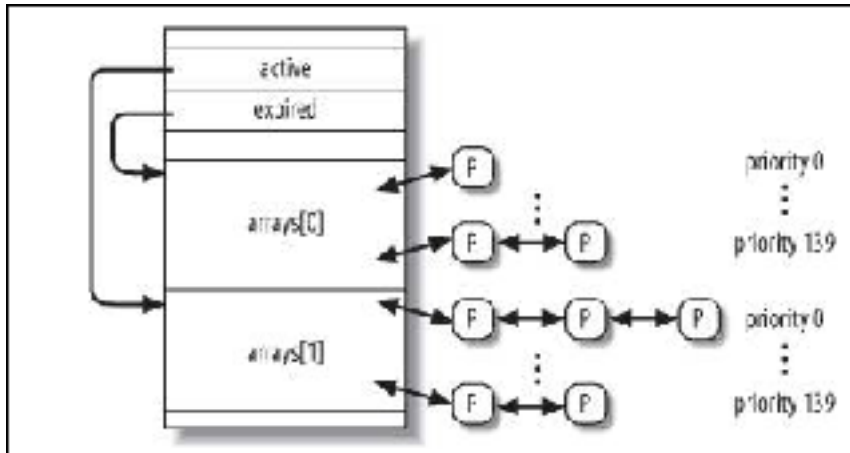 active
expired
arrays[0]
P
priority 0
P P
priority 139
arrays[1]
P P P
priority 0
P P
priority 139